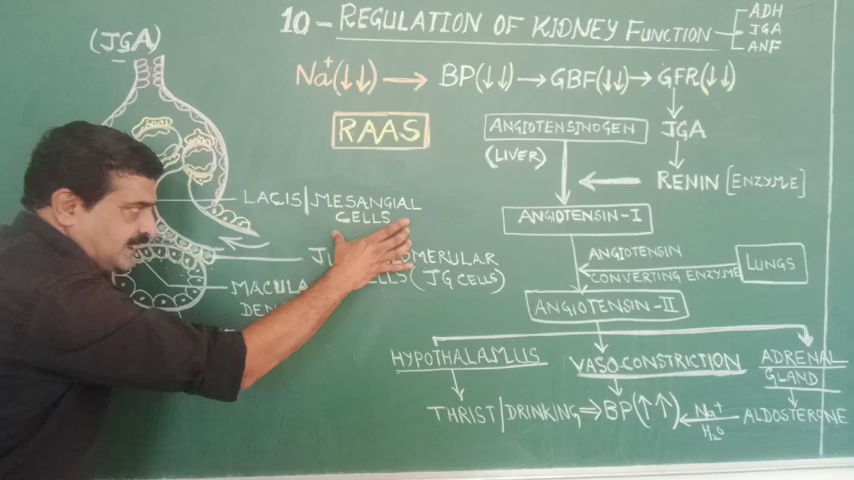 10 - REGULATION OF KIDNEY FUNCTION
ADH
JGA
ANF
(JGA)
Na⁺(↓↓) → BP(↓↓) → GBF(↓↓) → GFR(↓↓)
RAAS
ANGIOTENSINOGEN
(LIVER)
JGA
RENIN [ENZYME]
LACIS/MESANGIAL
CELLS
ANGIOTENSIN-I
ANGIOTENSIN
CONVERTING ENZYME
LUNGS
(JG CELLS)
MACULA
ANGIOTENSIN-II
HYPOTHALAMUS
VASO-CONSTRICTION
ADRENAL
GLAND
THRIST/DRINKING ⇒ BP(↑↑) ← Na⁺ ALDOSTERONE
H₂O